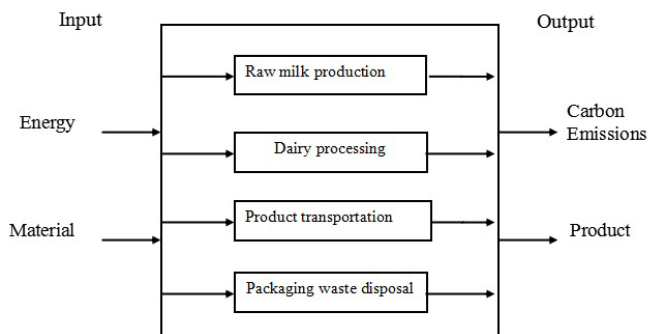 Input
Output
Raw milk production
Energy
Carbon
Emissions
Dairy processing
Material
Product transportation
Product
Packaging waste disposal